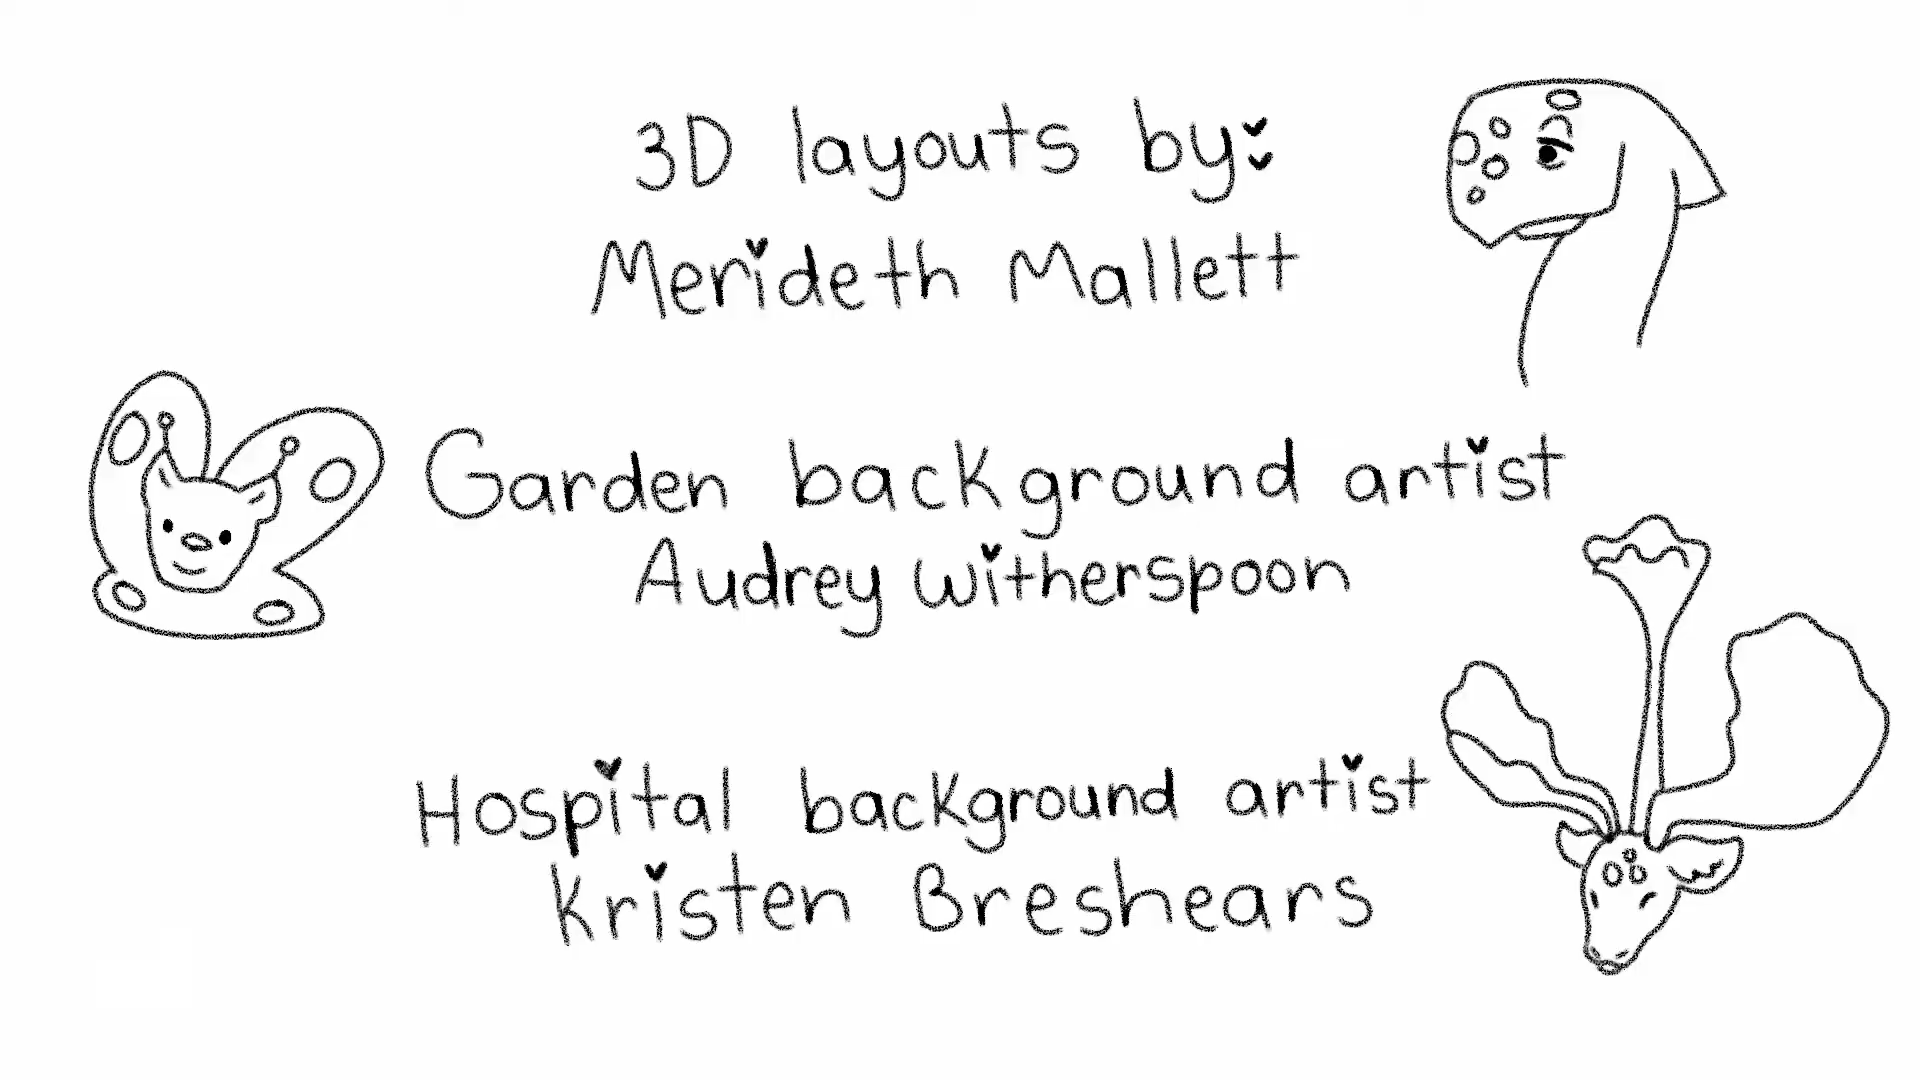 3D layouts by:
Merideth Mallett
Garden background artist
Audrey Witherspoon
Hospital background artist
Kristen Breshears